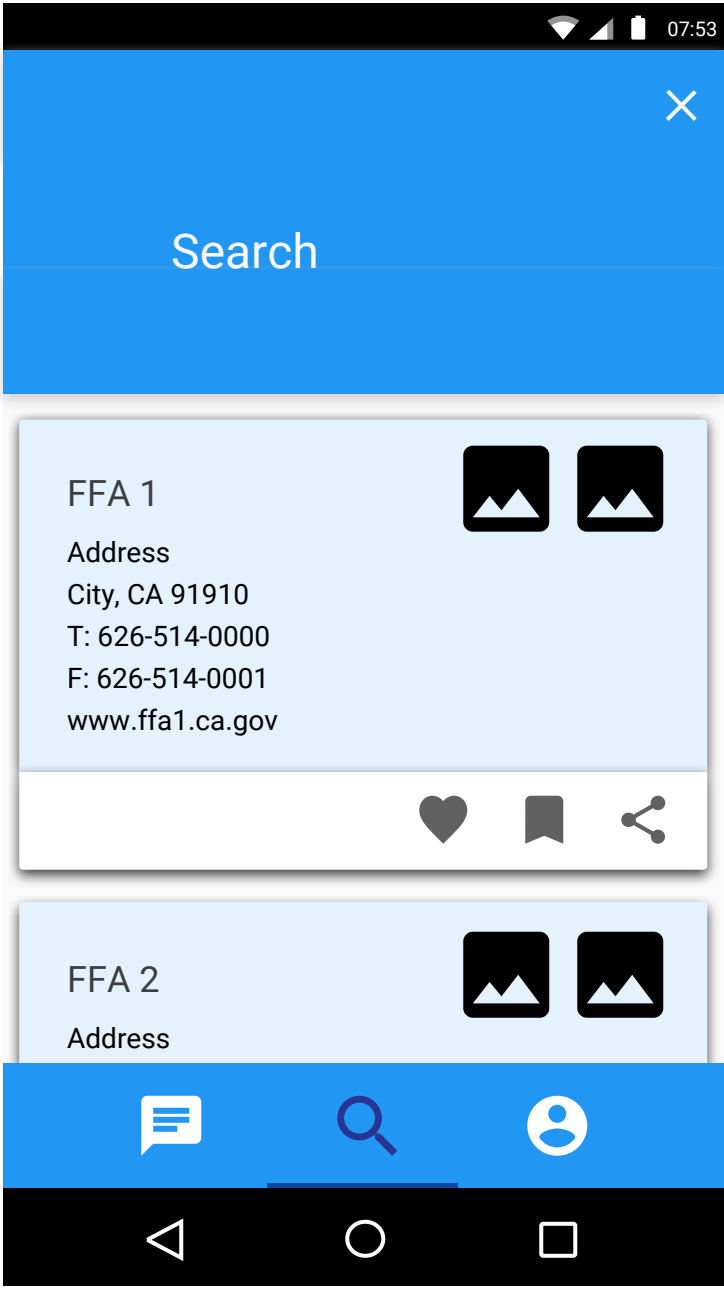 07:53
Search
FFA 1
Address
City, CA 91910
T: 626-514-0000
F: 626-514-0001
www.ffa1.ca.gov
FFA 2
Address